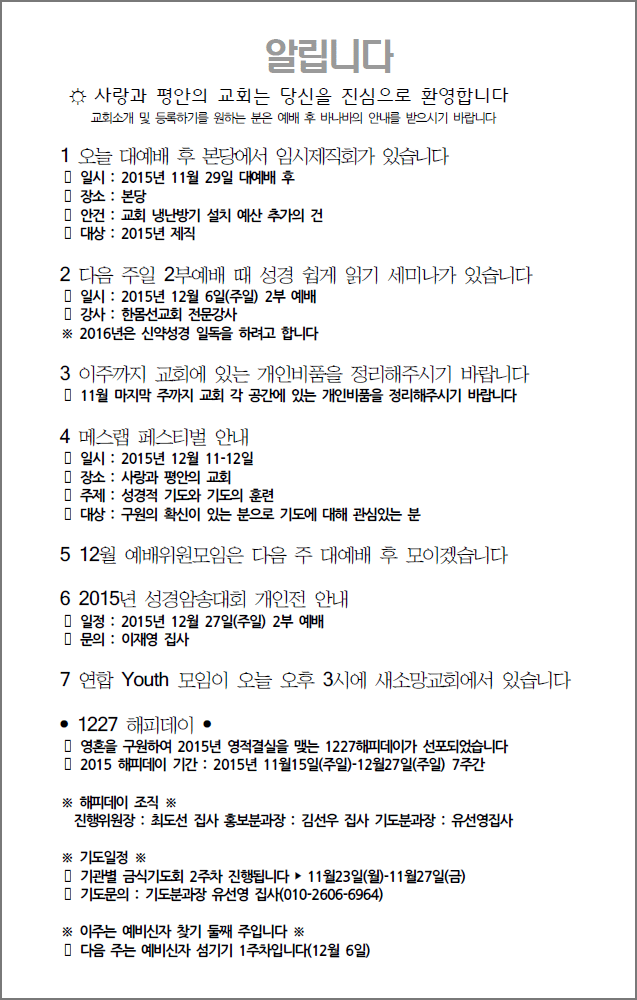 알립니다
☼ 사랑과 평안의 교회는 당신을 진심으로 환영합니다
교회소개 및 등록하기를 원하는 분은 예배 후 바나바의 안내를 받으시기 바랍니다
1 오늘 대예배 후 본당에서 임시제직회가 있습니다
▯ 일시 : 2015년 11월 29일 대예배 후
▯ 장소 : 본당
▯ 안건 : 교회 냉난방기 설치 예산 추가의 건
▯ 대상 : 2015년 제직
2 다음 주일 2부예배 때 성경 쉽게 읽기 세미나가 있습니다
▯ 일시 : 2015년 12월 6일(주일) 2부 예배
▯ 강사 : 한몸선교회 전문강사
※ 2016년은 신약성경 일독을 하려고 합니다
3 이주까지 교회에 있는 개인비품을 정리해주시기 바랍니다
▯ 11월 마지막 주까지 교회 각 공간에 있는 개인비품을 정리해주시기 바랍니다
4 메스랩 페스티벌 안내
▯ 일시 : 2015년 12월 11-12일
▯ 장소 : 사랑과 평안의 교회
▯ 주제 : 성경적 기도와 기도의 훈련
▯ 대상 : 구원의 확신이 있는 분으로 기도에 대해 관심있는 분
5 12월 예배위원모임은 다음 주 대예배 후 모이겠습니다
6 2015년 성경암송대회 개인전 안내
▯ 일정 : 2015년 12월 27일(주일) 2부 예배
▯ 문의 : 이재영 집사
7 연합 Youth 모임이 오늘 오후 3시에 새소망교회에서 있습니다
• 1227 해피데이 •
▯ 영혼을 구원하여 2015년 영적결실을 맺는 1227해피데이가 선포되었습니다
▯ 2015 해피데이 기간 : 2015년 11월15일(주일)-12월27일(주일) 7주간
※ 해피데이 조직 ※
진행위원장 : 최도선 집사 홍보분과장 : 김선우 집사 기도분과장 : 유선영집사
※ 기도일정 ※
▯ 기관별 금식기도회 2주차 진행됩니다 ▶ 11월23일(월)-11월27일(금)
▯ 기도문의 : 기도분과장 유선영 집사(010-2606-6964)
※ 이주는 예비신자 찾기 둘째 주입니다 ※
▯ 다음 주는 예비신자 섬기기 1주차입니다(12월 6일)